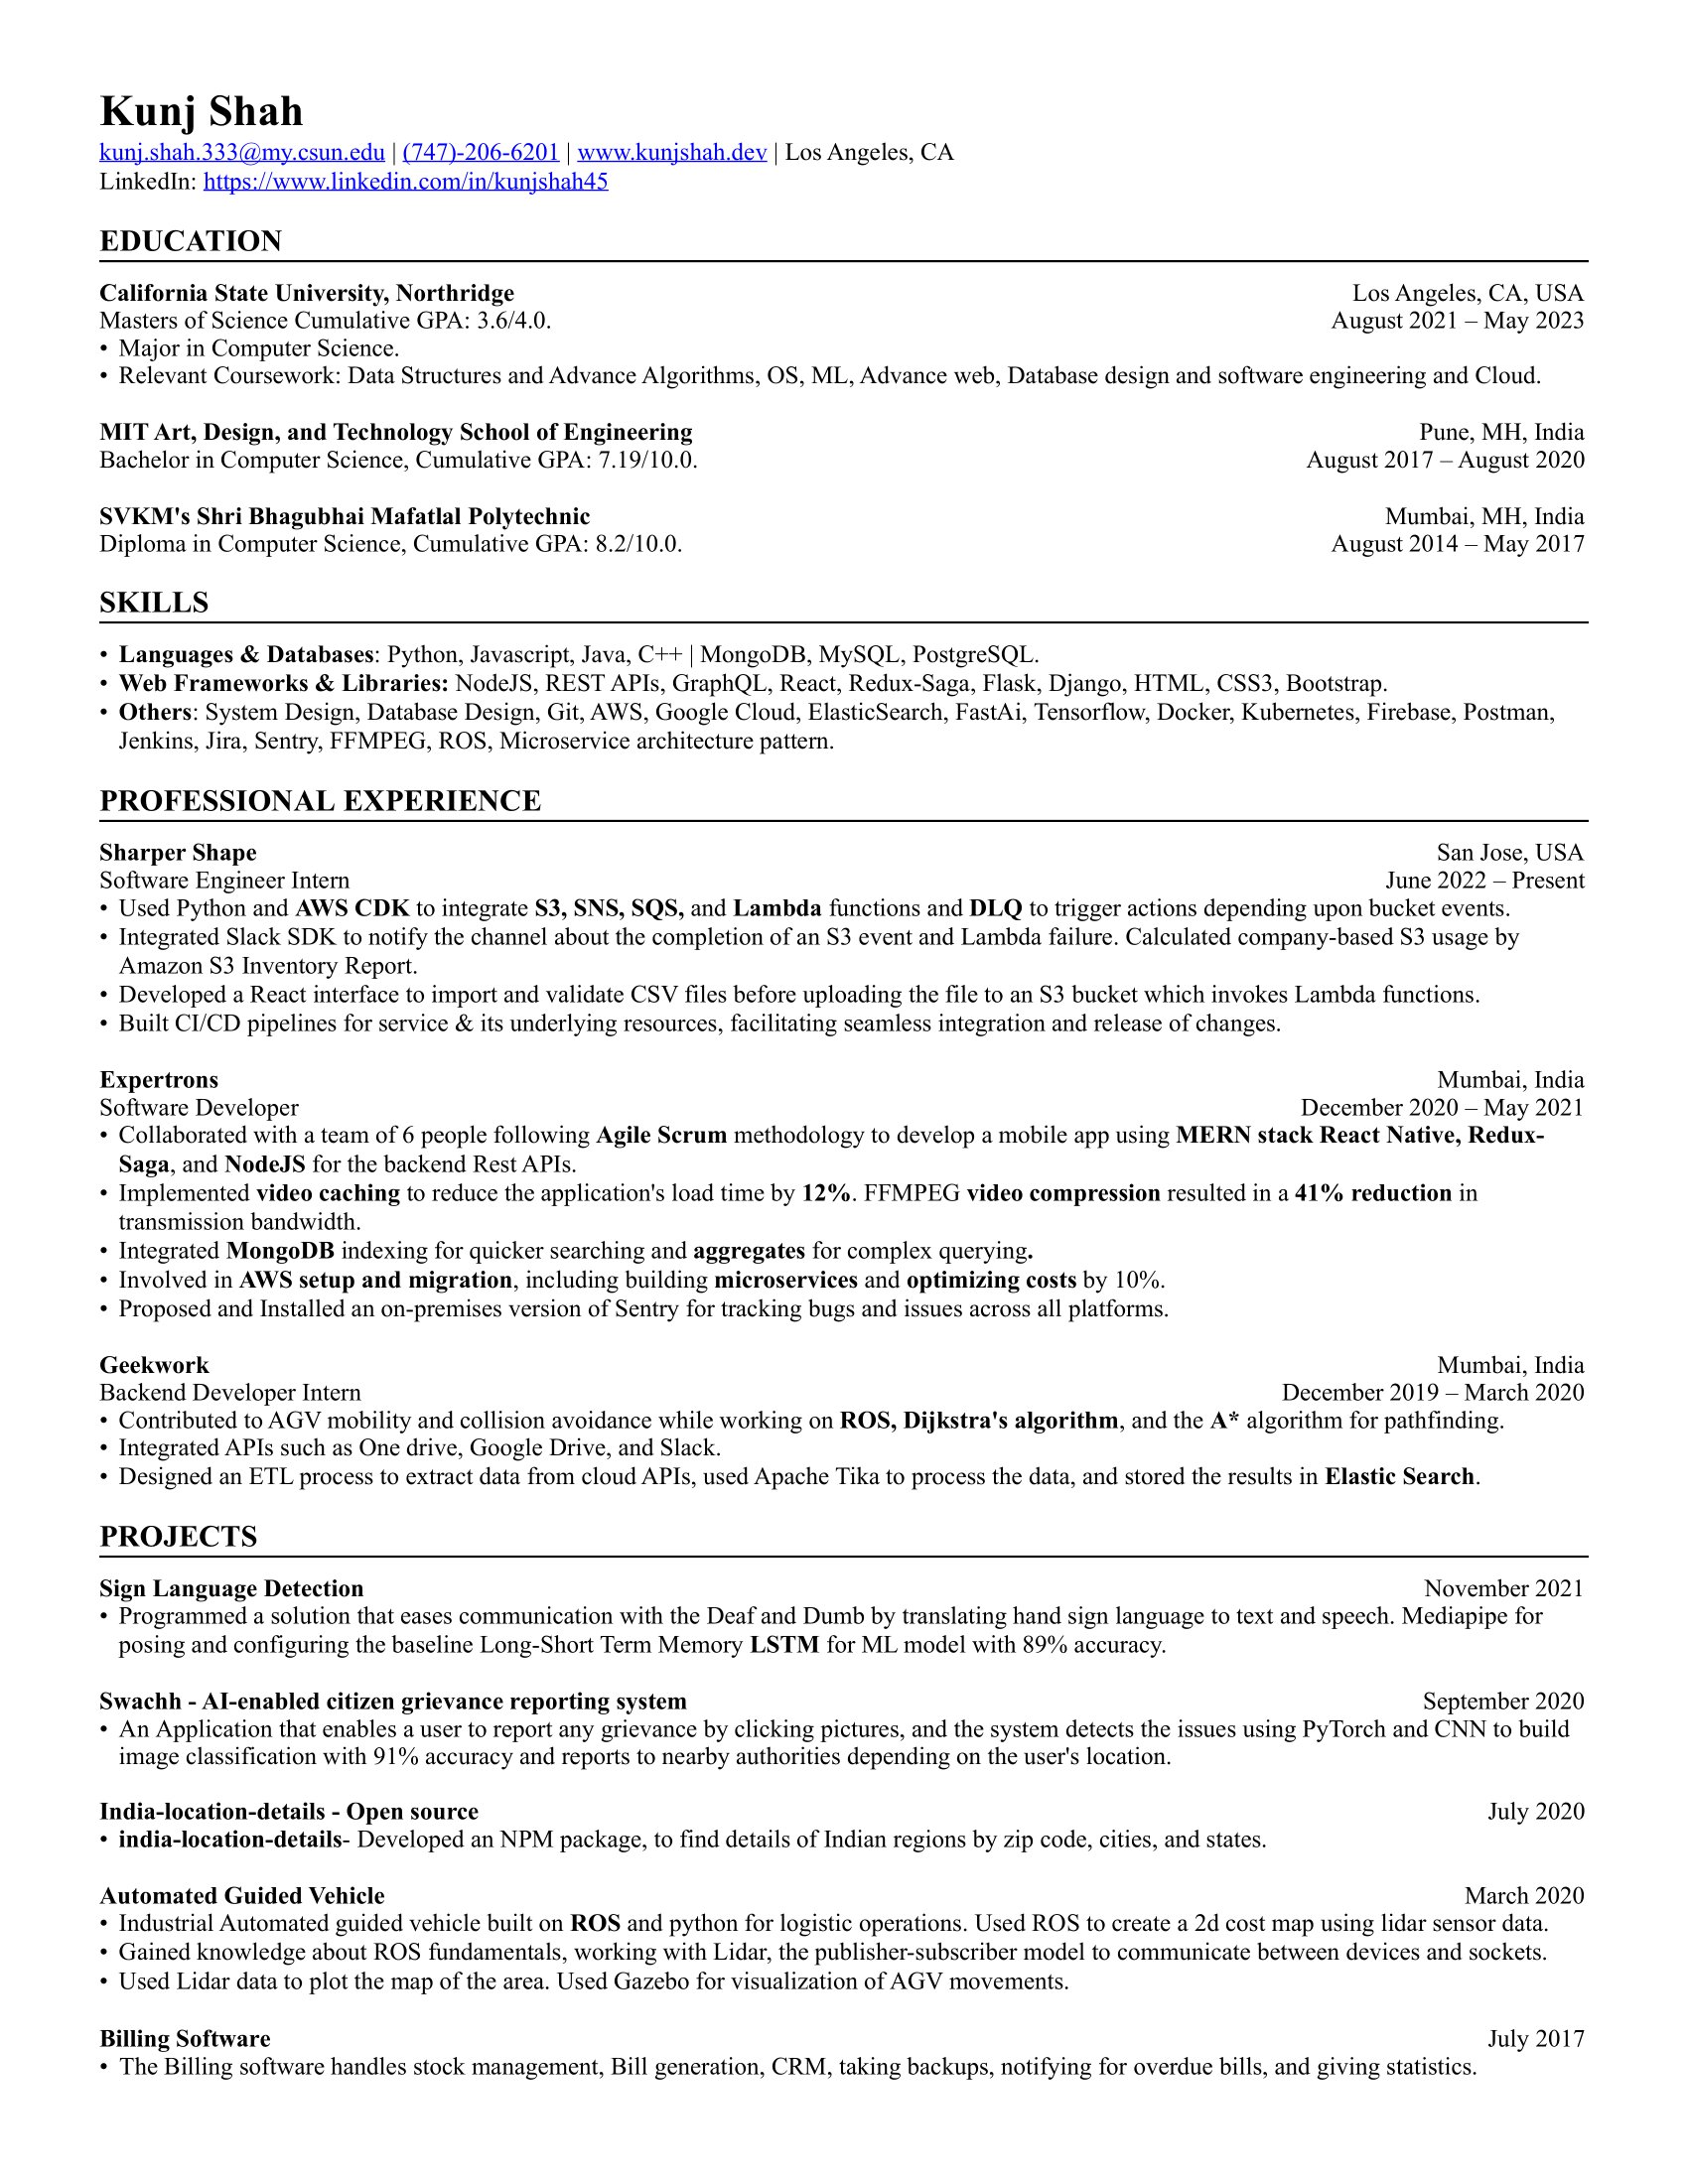 Kunj Shah
kunj.shah.333@my.csun.edu | (747)-206-6201 | www.kunjshah.dev | Los Angeles, CA
LinkedIn: https://www.linkedin.com/in/kunjshah45
EDUCATION
California State University, Northridge Los Angeles, CA, USA
Masters of Science Cumulative GPA: 3.6/4.0. August 2021 – May 2023
• Major in Computer Science.
• Relevant Coursework: Data Structures and Advance Algorithms, OS, ML, Advance web, Database design and software engineering and Cloud.
MIT Art, Design, and Technology School of Engineering Pune, MH, India
Bachelor in Computer Science, Cumulative GPA: 7.19/10.0. August 2017 – August 2020
SVKM's Shri Bhagubhai Mafatlal Polytechnic Mumbai, MH, India
Diploma in Computer Science, Cumulative GPA: 8.2/10.0. August 2014 – May 2017
SKILLS
• Languages & Databases: Python, Javascript, Java, C++ | MongoDB, MySQL, PostgreSQL.
• Web Frameworks & Libraries: NodeJS, REST APIs, GraphQL, React, Redux-Saga, Flask, Django, HTML, CSS3, Bootstrap.
• Others: System Design, Database Design, Git, AWS, Google Cloud, ElasticSearch, FastAi, Tensorflow, Docker, Kubernetes, Firebase, Postman,
Jenkins, Jira, Sentry, FFMPEG, ROS, Microservice architecture pattern.
PROFESSIONAL EXPERIENCE
Sharper Shape San Jose, USA
Software Engineer Intern June 2022 – Present
• Used Python and AWS CDK to integrate S3, SNS, SQS, and Lambda functions and DLQ to trigger actions depending upon bucket events.
• Integrated Slack SDK to notify the channel about the completion of an S3 event and Lambda failure. Calculated company-based S3 usage by
Amazon S3 Inventory Report.
• Developed a React interface to import and validate CSV files before uploading the file to an S3 bucket which invokes Lambda functions.
• Built CI/CD pipelines for service & its underlying resources, facilitating seamless integration and release of changes.
Expertrons Mumbai, India
Software Developer December 2020 – May 2021
• Collaborated with a team of 6 people following Agile Scrum methodology to develop a mobile app using MERN stack React Native, Redux-
Saga, and NodeJS for the backend Rest APIs.
• Implemented video caching to reduce the application's load time by 12%. FFMPEG video compression resulted in a 41% reduction in
transmission bandwidth.
• Integrated MongoDB indexing for quicker searching and aggregates for complex querying.
• Involved in AWS setup and migration, including building microservices and optimizing costs by 10%.
• Proposed and Installed an on-premises version of Sentry for tracking bugs and issues across all platforms.
Geekwork Mumbai, India
Backend Developer Intern December 2019 – March 2020
• Contributed to AGV mobility and collision avoidance while working on ROS, Dijkstra's algorithm, and the A* algorithm for pathfinding.
• Integrated APIs such as One drive, Google Drive, and Slack.
• Designed an ETL process to extract data from cloud APIs, used Apache Tika to process the data, and stored the results in Elastic Search.
PROJECTS
Sign Language Detection November 2021
• Programmed a solution that eases communication with the Deaf and Dumb by translating hand sign language to text and speech. Mediapipe for
posing and configuring the baseline Long-Short Term Memory LSTM for ML model with 89% accuracy.
Swachh - AI-enabled citizen grievance reporting system September 2020
• An Application that enables a user to report any grievance by clicking pictures, and the system detects the issues using PyTorch and CNN to build
image classification with 91% accuracy and reports to nearby authorities depending on the user's location.
India-location-details - Open source July 2020
• india-location-details- Developed an NPM package, to find details of Indian regions by zip code, cities, and states.
Automated Guided Vehicle March 2020
• Industrial Automated guided vehicle built on ROS and python for logistic operations. Used ROS to create a 2d cost map using lidar sensor data.
• Gained knowledge about ROS fundamentals, working with Lidar, the publisher-subscriber model to communicate between devices and sockets.
• Used Lidar data to plot the map of the area. Used Gazebo for visualization of AGV movements.
Billing Software July 2017
• The Billing software handles stock management, Bill generation, CRM, taking backups, notifying for overdue bills, and giving statistics.